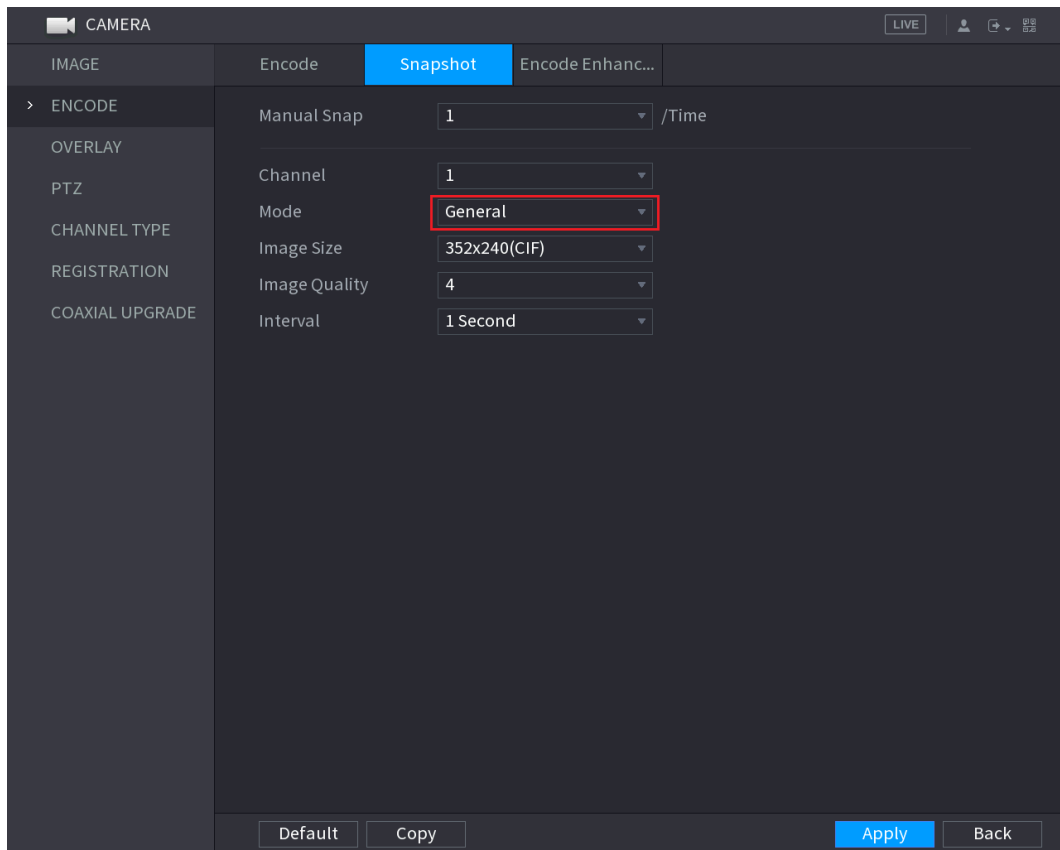 CAMERA
LIVE
IMAGE
ENCODE
OVERLAY
PTZ
CHANNEL TYPE
REGISTRATION
COAXIAL UPGRADE
Encode Snapshot Encode Enhanc...
Manual Snap 1 /Time
Channel 1
Mode General
Image Size 352x240(CIF)
Image Quality 4
Interval 1 Second
Default Copy Apply Back